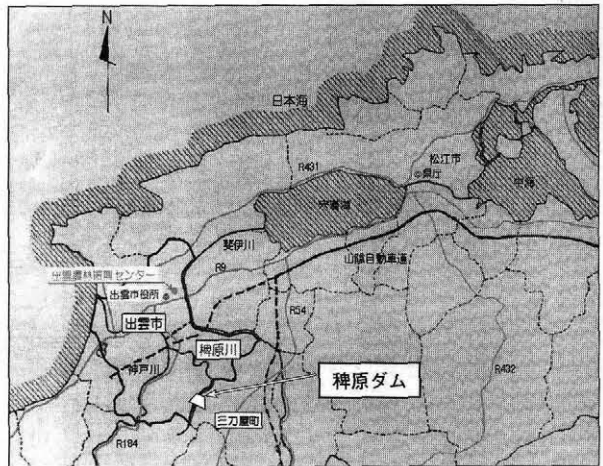 N
日本海
松江市
○県庁
中海
R431
宍道湖
斐伊川
山陰自動車道
R9
出雲農林振興センター
出雲市役所
R54
出雲市
稗原川
R432
神戸川
稗原ダム
三刀屋町
R184